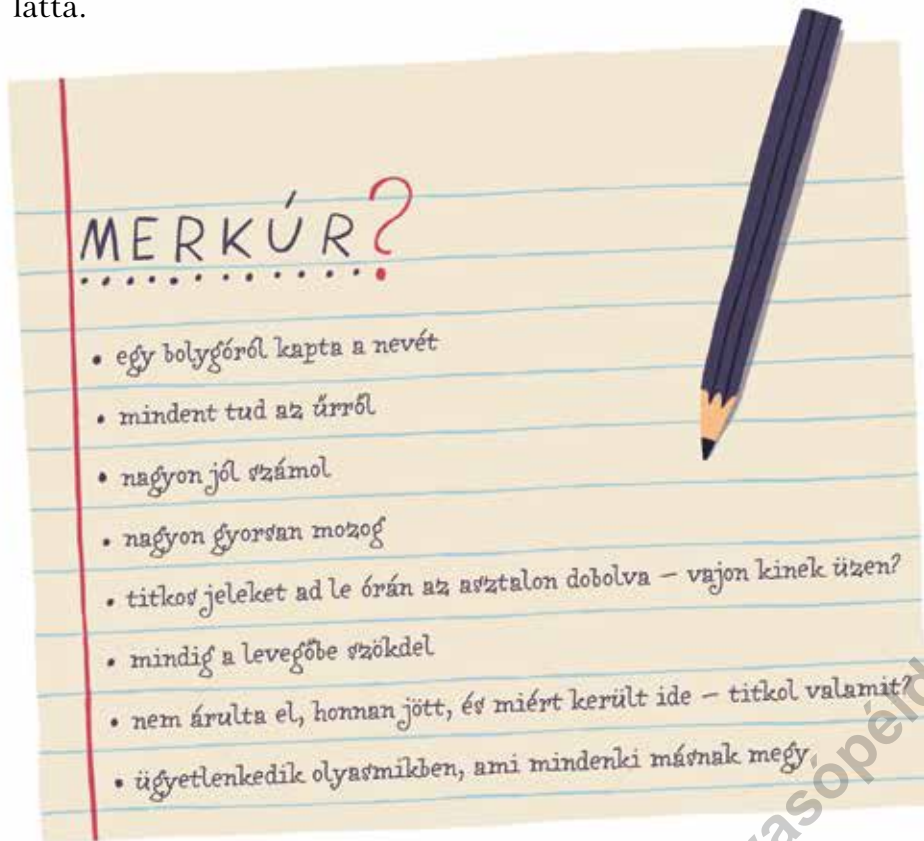 látta.
MERKÚR?
• egy bolygóról kapta a nevét
• mindent tud az űrről
• nagyon jól számol
• nagyon gyorsan mozog
• titkos jeleket ad le órán az asztalon dobolva – vajon kinek üzen?
• mindig a levegőbe szökdel
• nem árulta el, honnan jött, és miért került ide – titkol valamit?
• ügyetlenkedik olyasmikben, ami mindenki másnak megy